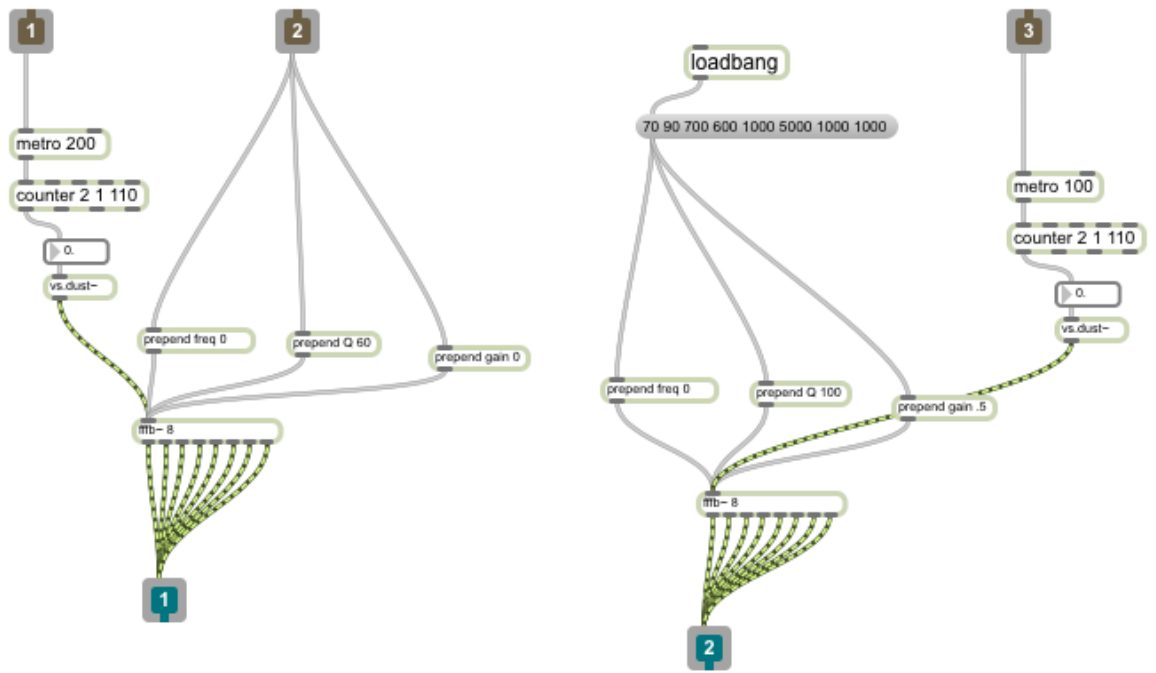 1
2
3
loadbang
70 90 700 600 1000 5000 1000 1000
metro 200
metro 100
counter 2 1 110
counter 2 1 110
0.
0.
vs.dust~
vs.dust~
prepend freq 0
prepend Q 60
prepend gain 0
prepend freq 0
prepend Q 100
prepend gain .5
fffb~ 8
fffb~ 8
1
2